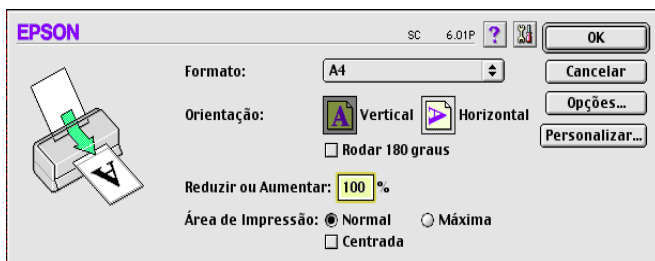 EPSON SC 6.01P ? OK
Formato: A4 Cancelar
Orientação: A Vertical A Horizontal Opções...
Rodar 180 graus Personalizar...
Reduzir ou Aumentar: 100 %
Área de Impressão: Normal Máxima
Centrada
A